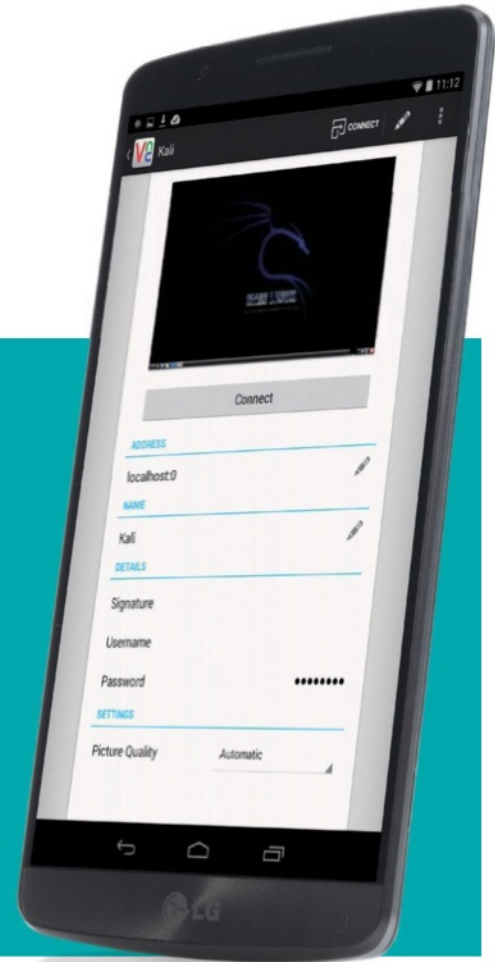 11:12
VNC Kali
CONNECT
Connect
ADDRESS
localhost:0
NAME
Kali
DETAILS
Signature
Username
Password ••••••••
SETTINGS
Picture Quality Automatic
LG